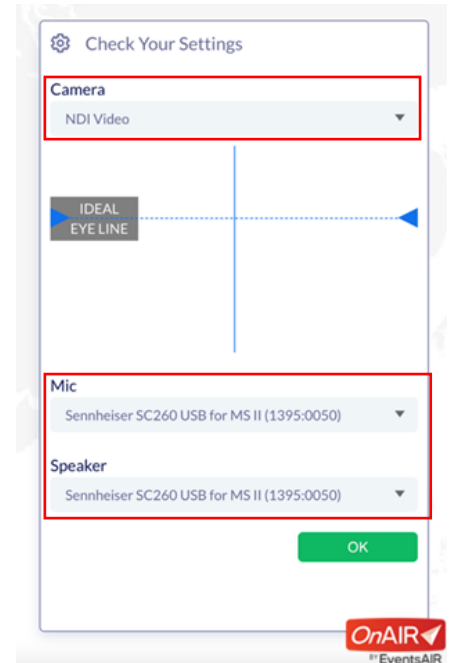 Check Your Settings
Camera
NDI Video
IDEAL
EYE LINE
Mic
Sennheiser SC260 USB for MS II (1395:0050)
Speaker
Sennheiser SC260 USB for MS II (1395:0050)
OK
OnAIR
BY EventsAIR